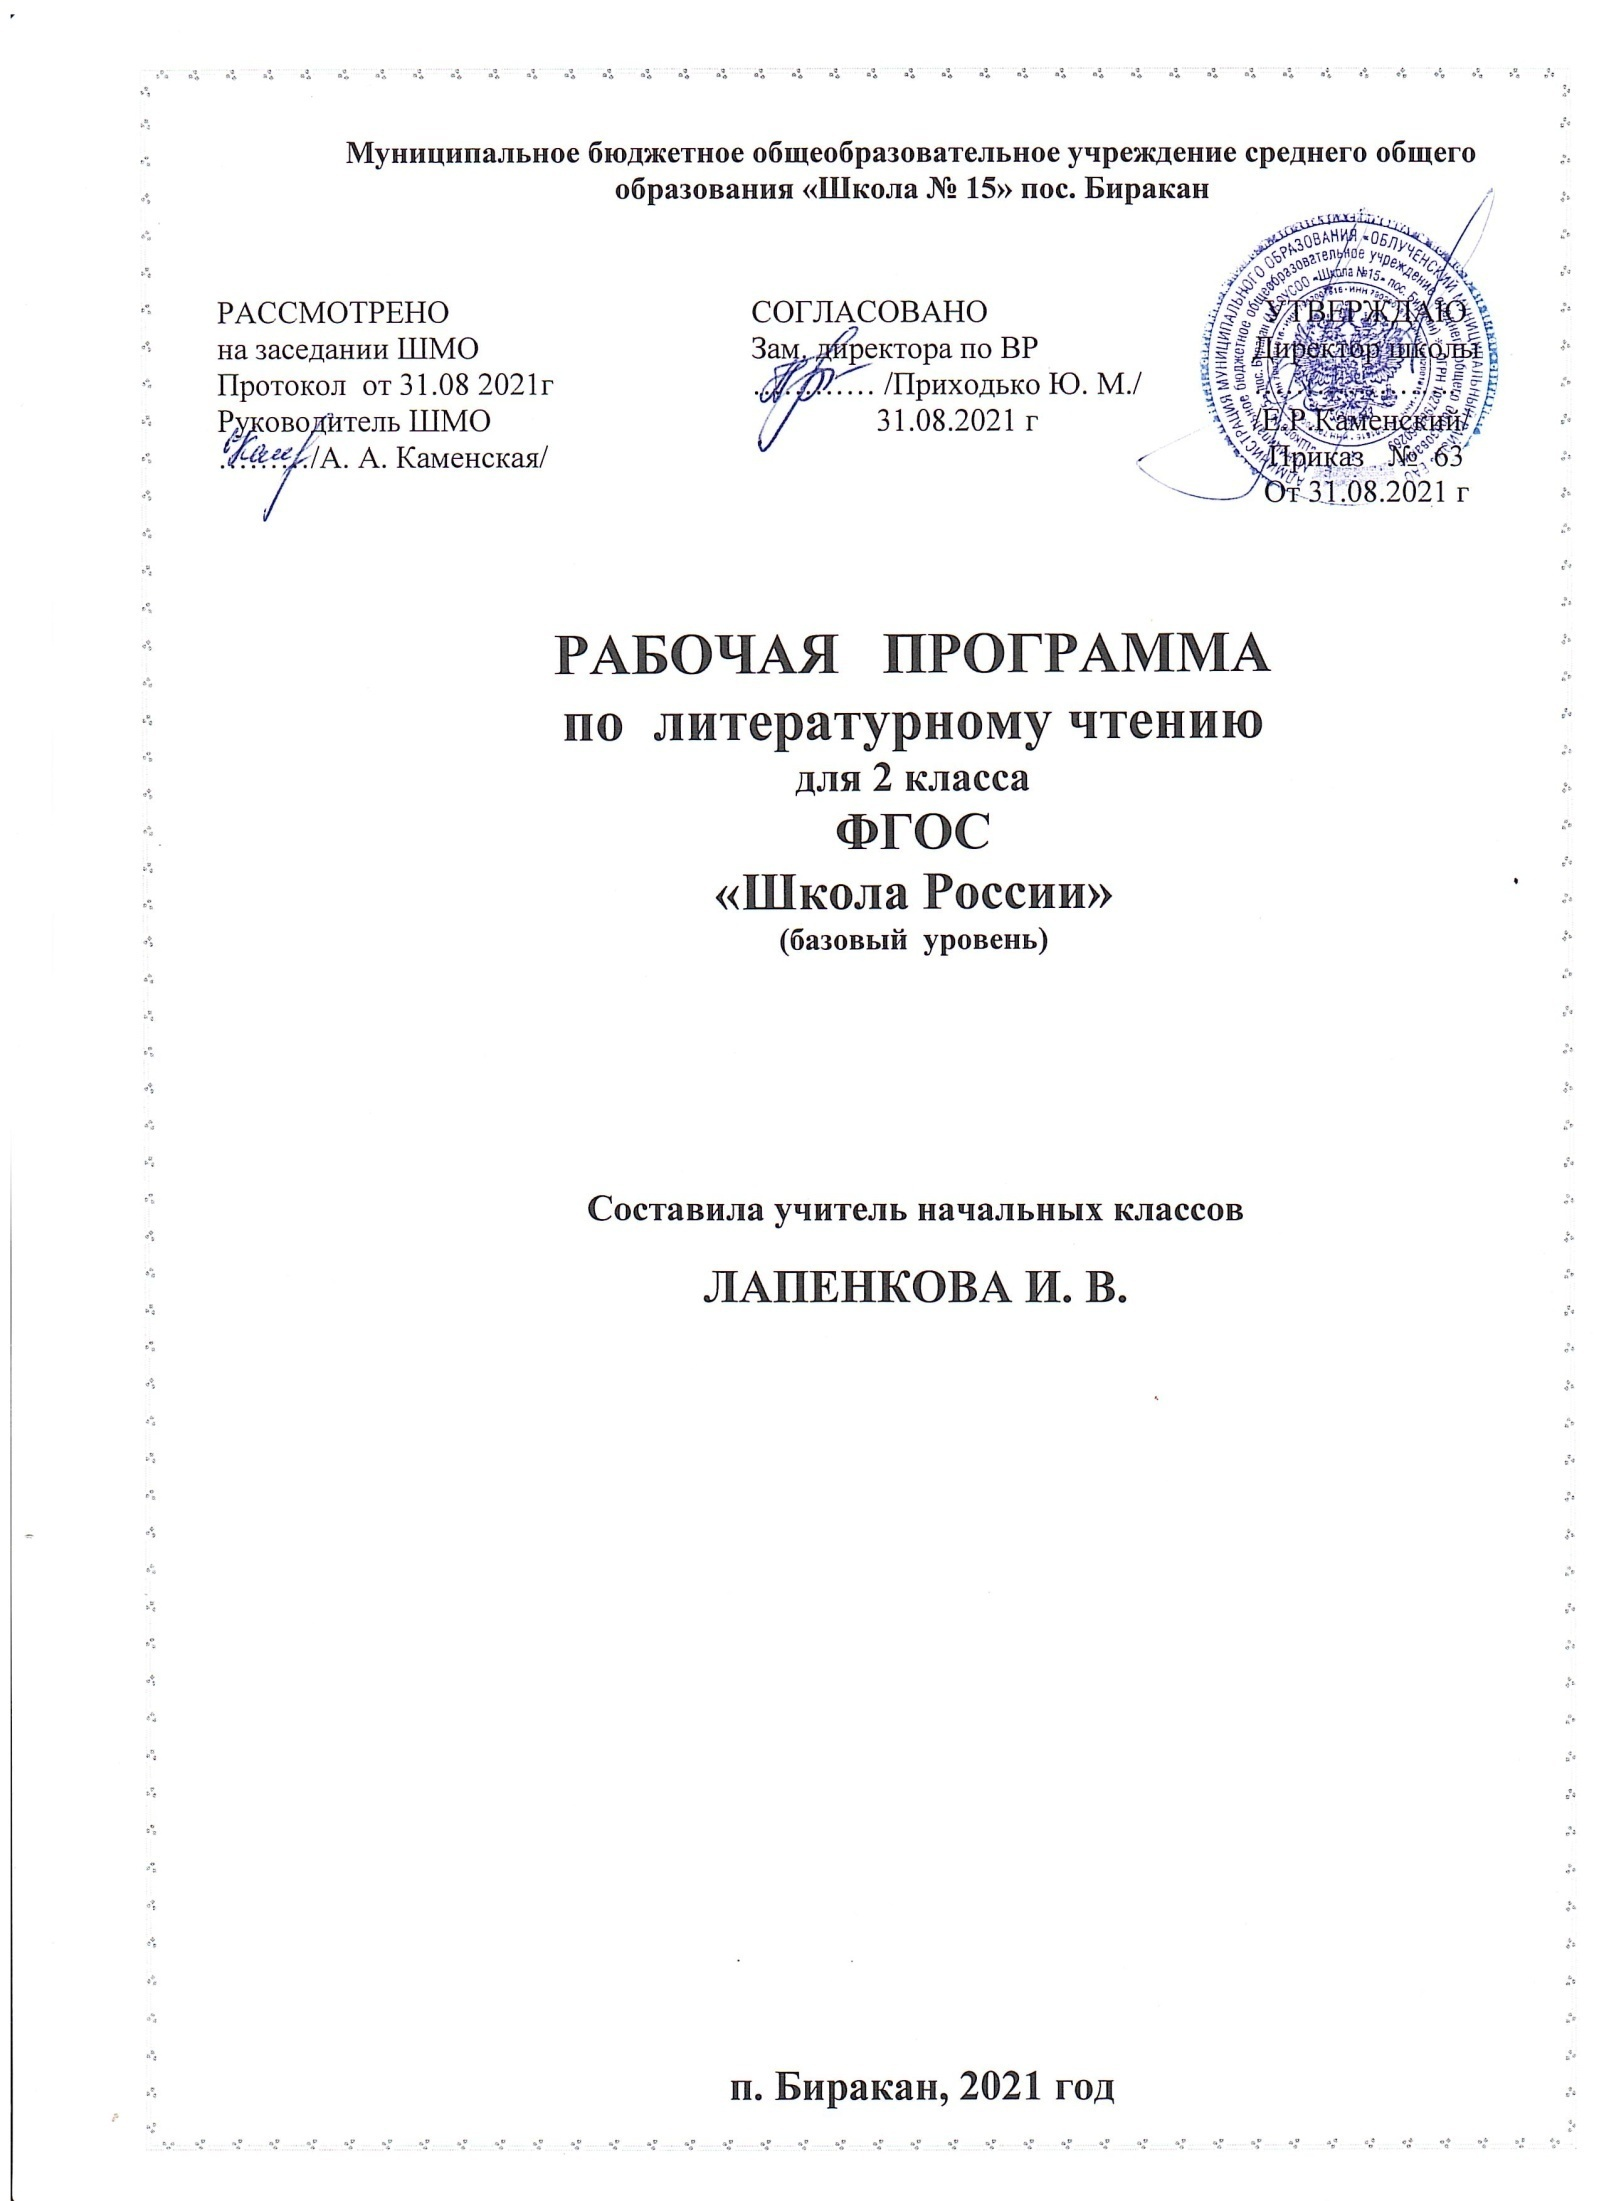 Муниципальное бюджетное общеобразовательное учреждение среднего общего
образования «Школа № 15» пос. Биракан
РАССМОТРЕНО
на заседании ШМО
Протокол от 31.08 2021г
Руководитель ШМО
………/А. А. Каменская/
СОГЛАСОВАНО
Зам. директора по ВР
………… /Приходько Ю. М./
31.08.2021 г
УТВЕРЖДАЮ
Директор школы
Е.Р.Каменский/
Приказ № 63
От 31.08.2021 г
РАБОЧАЯ ПРОГРАММА
по литературному чтению
для 2 класса
ФГОС
«Школа России»
(базовый уровень)
Составила учитель начальных классов
ЛАПЕНКОВА И. В.
п. Биракан, 2021 год